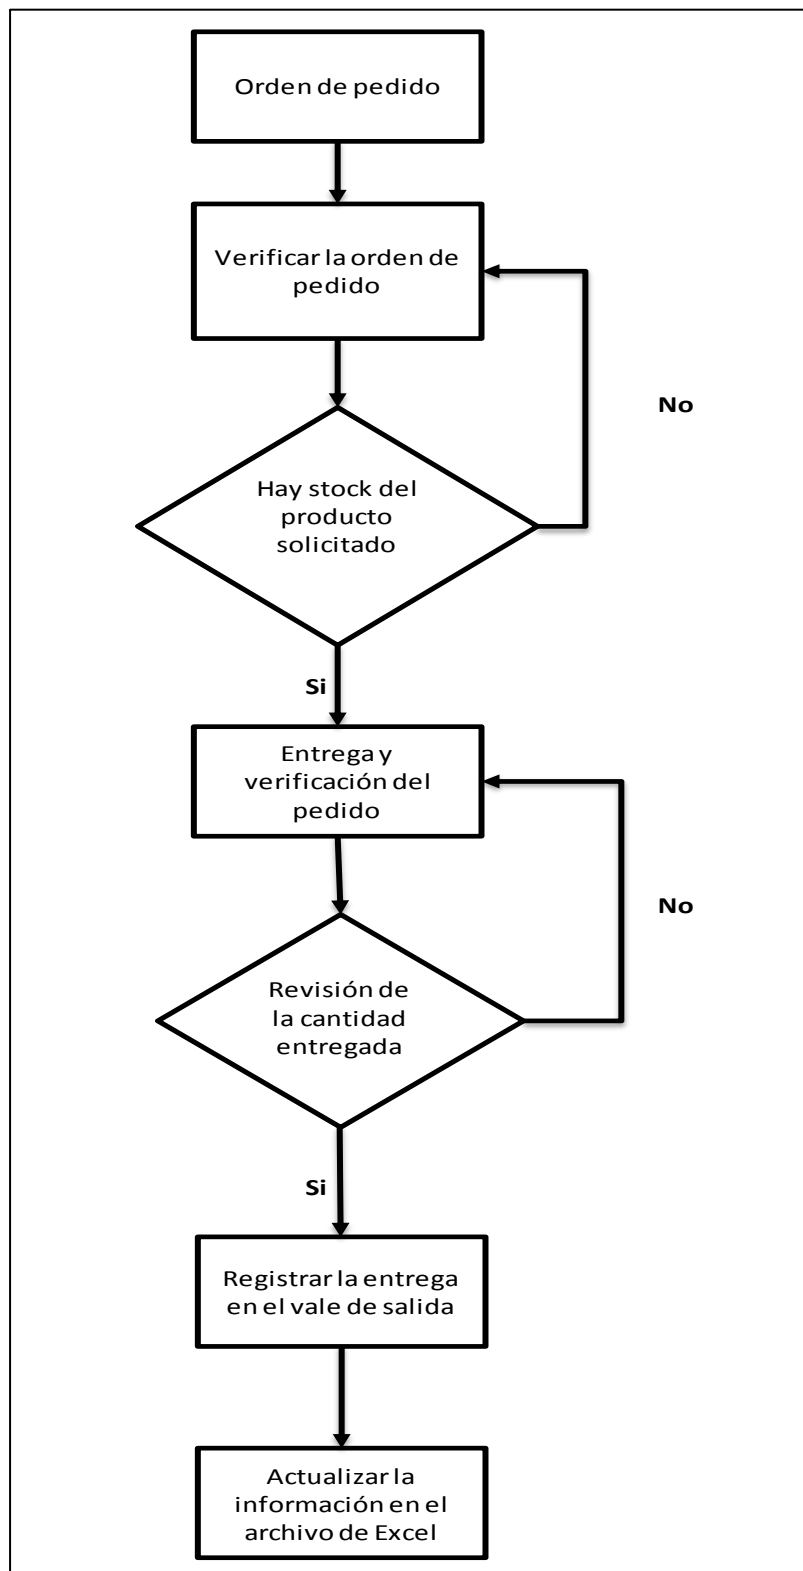 Orden de pedido
Verificar la orden de
pedido
No
Hay stock del
producto
solicitado
Si
Entrega y
verificación del
pedido
No
Revisión de
la cantidad
entregada
Si
Registrar la entrega
en el vale de salida
Actualizar la
información en el
archivo de Excel